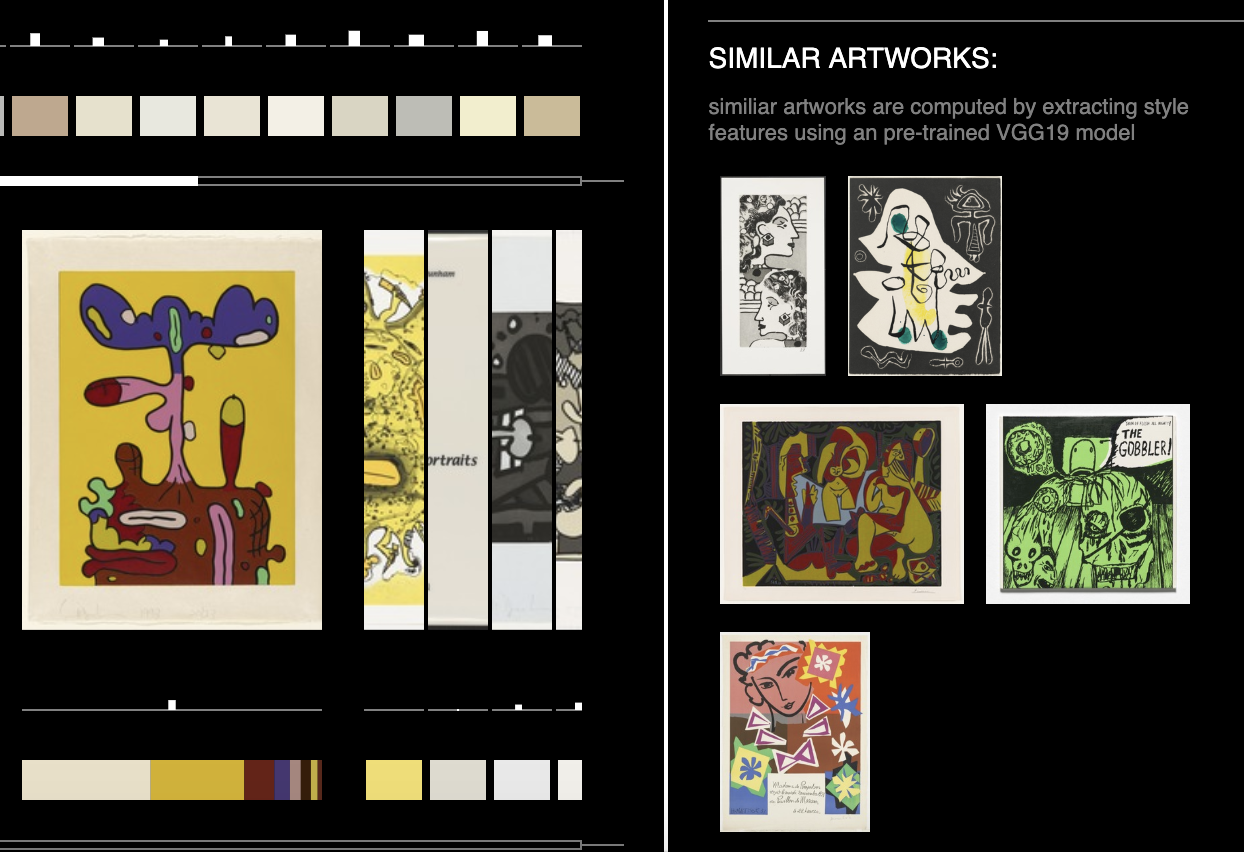 SIMILAR ARTWORKS:
similiar artworks are computed by extracting style
features using an pre-trained VGG19 model
unham
ortraits
THE
GOBBLER!